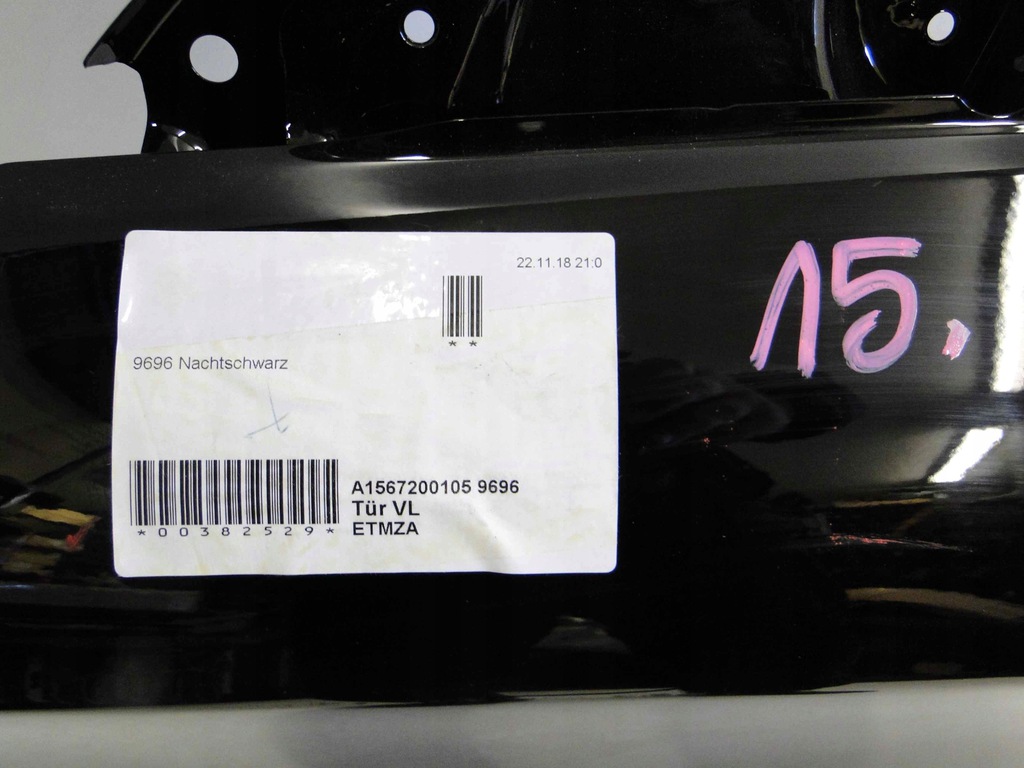 22.11.18 21:0
* *
9696 Nachtschwarz
A1567200105 9696
Tür VL
ETMZA
*00382529*
15.